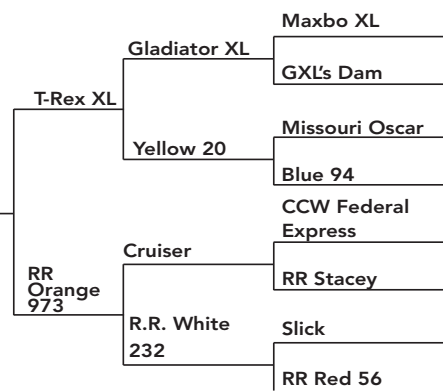 Maxbo XL
Gladiator XL
GXL's Dam
T-Rex XL
Missouri Oscar
Yellow 20
Blue 94
CCW Federal
Express
Cruiser
RR Stacey
RR
Orange
973
R.R. White
232
Slick
RR Red 56